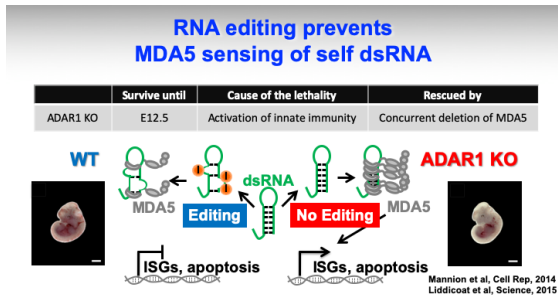 RNA editing prevents
MDA5 sensing of self dsRNA
Survive until Cause of the lethality Rescued by
ADAR1 KO E12.5 Activation of innate immunity Concurrent deletion of MDA5
WT
ADAR1 KO
I
I
I
dsRNA
MDA5
MDA5
Editing
No Editing
ISGs, apoptosis
ISGs, apoptosis
Mannion et al, Cell Rep, 2014
Liddicoat et al, Science, 2015